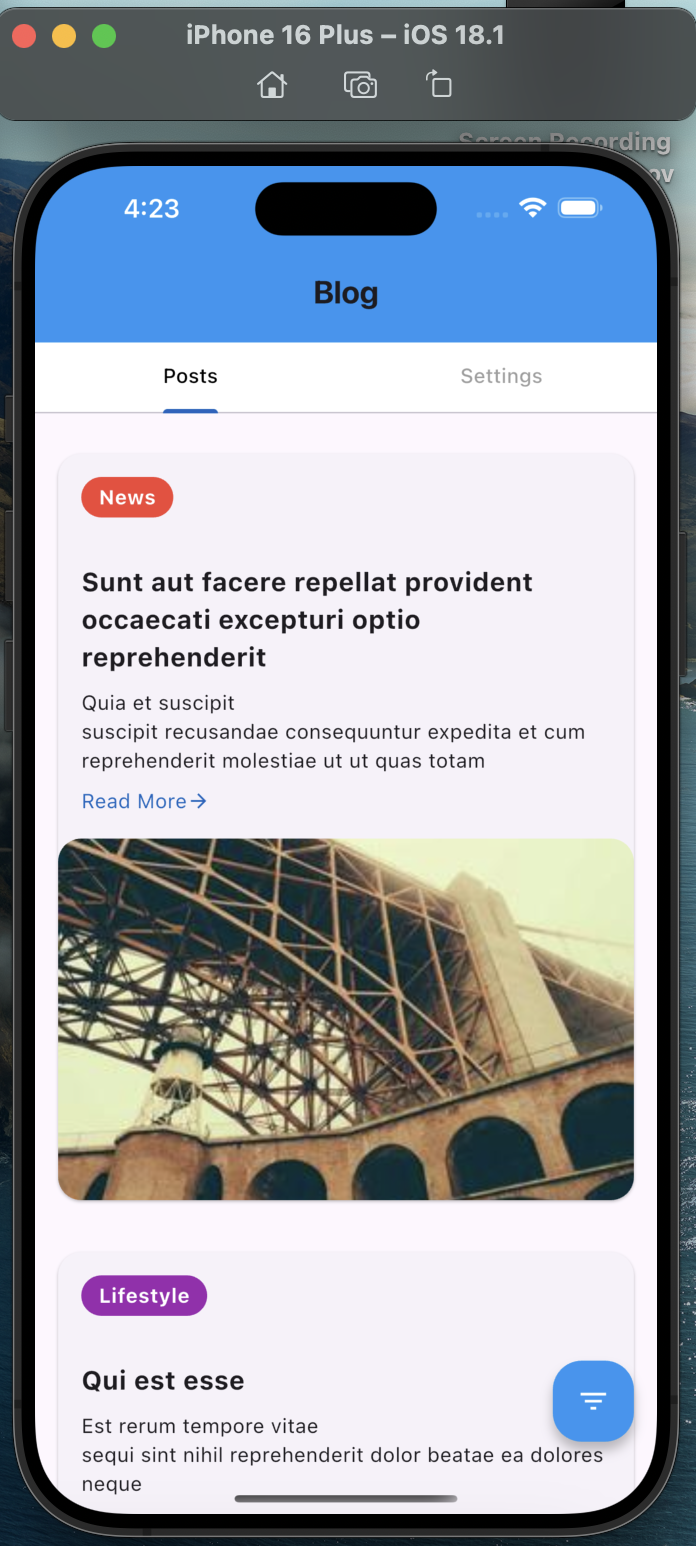 iPhone 16 Plus – iOS 18.1
Screen Recording
ov
4:23
Blog
Posts
Settings
News
Sunt aut facere repellat provident
occaecati excepturi optio
reprehenderit
Quia et suscipit
suscipit recusandae consequuntur expedita et cum
reprehenderit molestiae ut ut quas totam
Read More→
Lifestyle
Qui est esse
Est rerum tempore vitae
sequi sint nihil reprehenderit dolor beatae ea dolores
neque